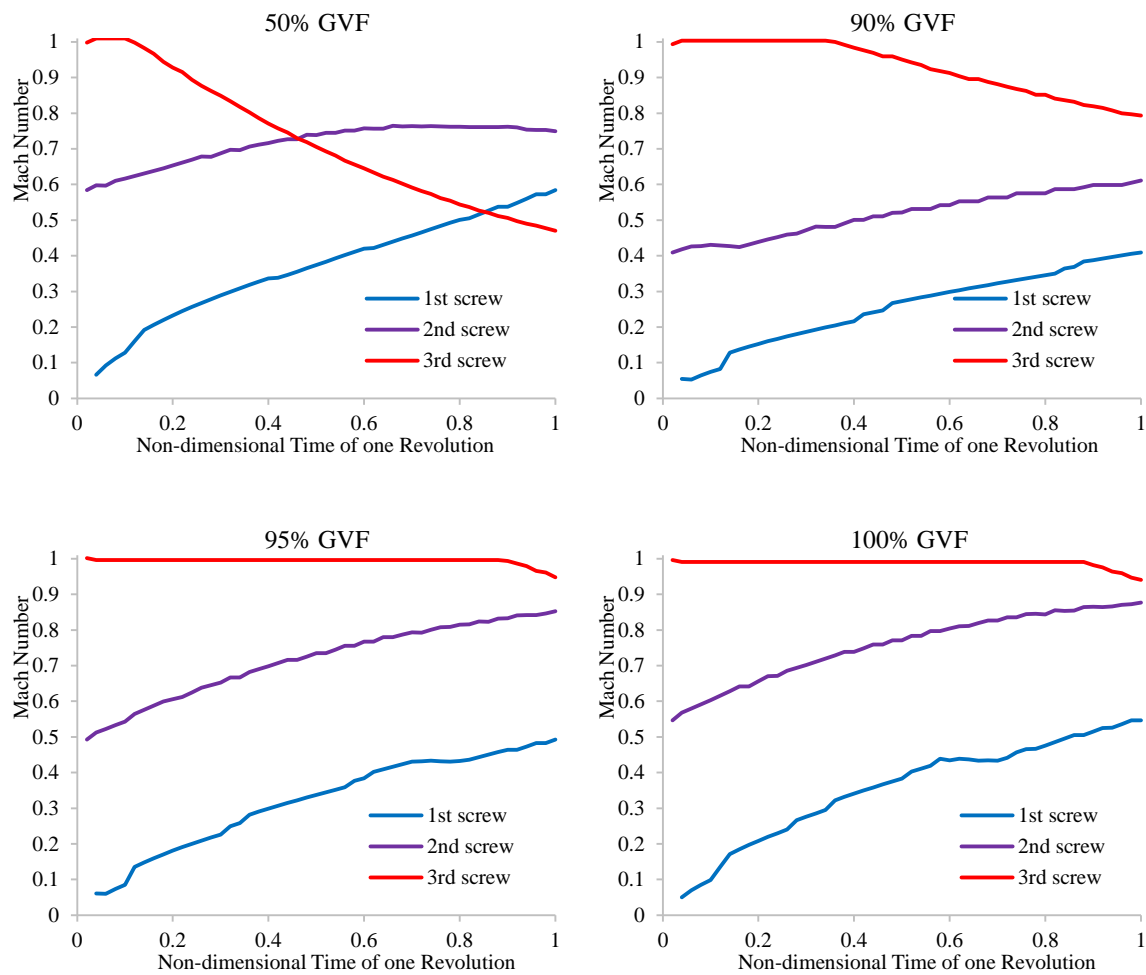 50% GVF
Mach Number
1
0.9
0.8
0.7
0.6
0.5
0.4
0.3
0.2
0.1
0
1st screw
2nd screw
3rd screw
0 0.2 0.4 0.6 0.8 1
Non-dimensional Time of one Revolution
90% GVF
Mach Number
1
0.9
0.8
0.7
0.6
0.5
0.4
0.3
0.2
0.1
0
1st screw
2nd screw
3rd screw
0 0.2 0.4 0.6 0.8 1
Non-dimensional Time of one Revolution
95% GVF
Mach Number
1
0.9
0.8
0.7
0.6
0.5
0.4
0.3
0.2
0.1
0
1st screw
2nd screw
3rd screw
0 0.2 0.4 0.6 0.8 1
Non-dimensional Time of one Revolution
100% GVF
Mach Number
1
0.9
0.8
0.7
0.6
0.5
0.4
0.3
0.2
0.1
0
1st screw
2nd screw
3rd screw
0 0.2 0.4 0.6 0.8 1
Non-dimensional Time of one Revolution